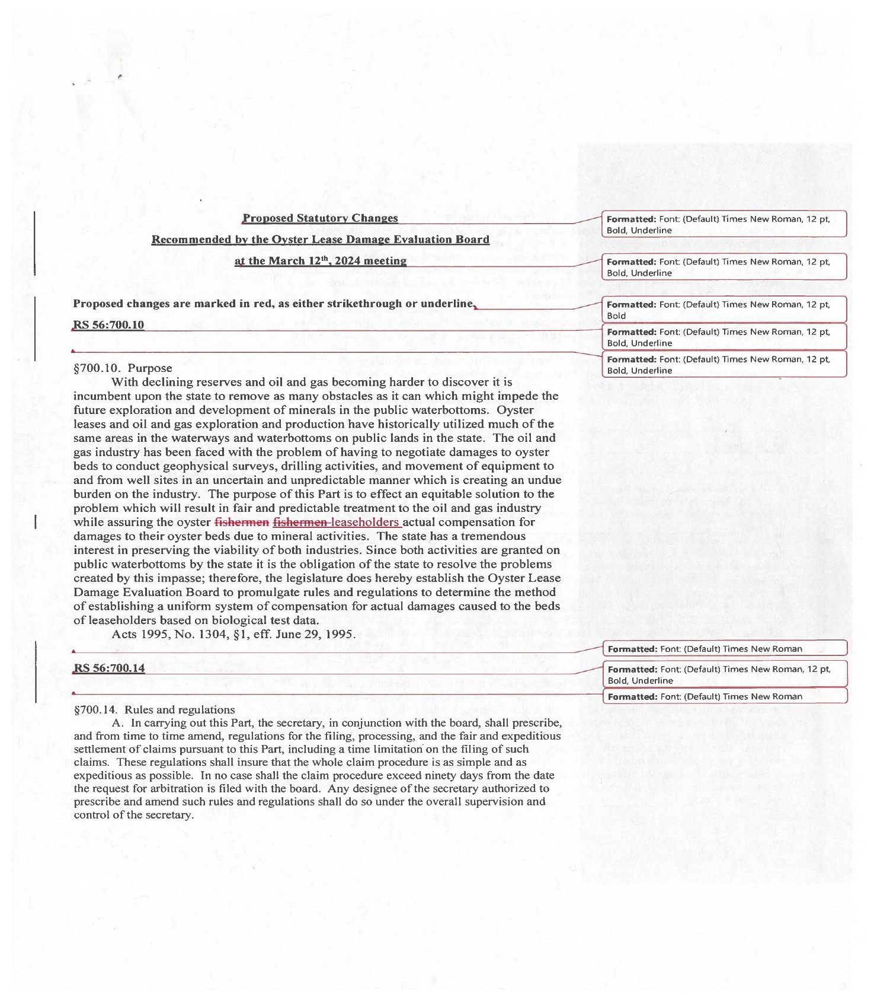 Proposed Statutory Changes
Recommended by the Oyster Lease Damage Evaluation Board
at the March 12th, 2024 meeting
Proposed changes are marked in red, as either strikethrough or underline.
RS 56:700.10
§700.10. Purpose
With declining reserves and oil and gas becoming harder to discover it is
incumbent upon the state to remove as many obstacles as it can which might impede the
future exploration and development of minerals in the public waterbottoms. Oyster
leases and oil and gas exploration and production have historically utilized much of the
same areas in the waterways and waterbottoms on public lands in the state. The oil and
gas industry has been faced with the problem of having to negotiate damages to oyster
beds to conduct geophysical surveys, drilling activities, and movement of equipment to
and from well sites in an uncertain and unpredictable manner which is creating an undue
burden on the industry. The purpose of this Part is to effect an equitable solution to the
problem which will result in fair and predictable treatment to the oil and gas industry
while assuring the oyster fishermen fishermen leaseholders actual compensation for
damages to their oyster beds due to mineral activities. The state has a tremendous
interest in preserving the viability of both industries. Since both activities are granted on
public waterbottoms by the state it is the obligation of the state to resolve the problems
created by this impasse; therefore, the legislature does hereby establish the Oyster Lease
Damage Evaluation Board to promulgate rules and regulations to determine the method
of establishing a uniform system of compensation for actual damages caused to the beds
of leaseholders based on biological test data.
Acts 1995, No. 1304, §1, eff. June 29, 1995.
RS 56:700.14
§700.14. Rules and regulations
A. In carrying out this Part, the secretary, in conjunction with the board, shall prescribe,
and from time to time amend, regulations for the filing, processing, and the fair and expeditious
settlement of claims pursuant to this Part, including a time limitation on the filing of such
claims. These regulations shall insure that the whole claim procedure is as simple and as
expeditious as possible. In no case shall the claim procedure exceed ninety days from the date
the request for arbitration is filed with the board. Any designee of the secretary authorized to
prescribe and amend such rules and regulations shall do so under the overall supervision and
control of the secretary.
Formatted: Font: (Default) Times New Roman, 12 pt,
Bold, Underline
Formatted: Font: (Default) Times New Roman, 12 pt,
Bold, Underline
Formatted: Font: (Default) Times New Roman, 12 pt,
Bold
Formatted: Font: (Default) Times New Roman, 12 pt,
Bold, Underline
Formatted: Font: (Default) Times New Roman, 12 pt,
Bold, Underline
Formatted: Font: (Default) Times New Roman
Formatted: Font: (Default) Times New Roman, 12 pt,
Bold, Underline
Formatted: Font: (Default) Times New Roman